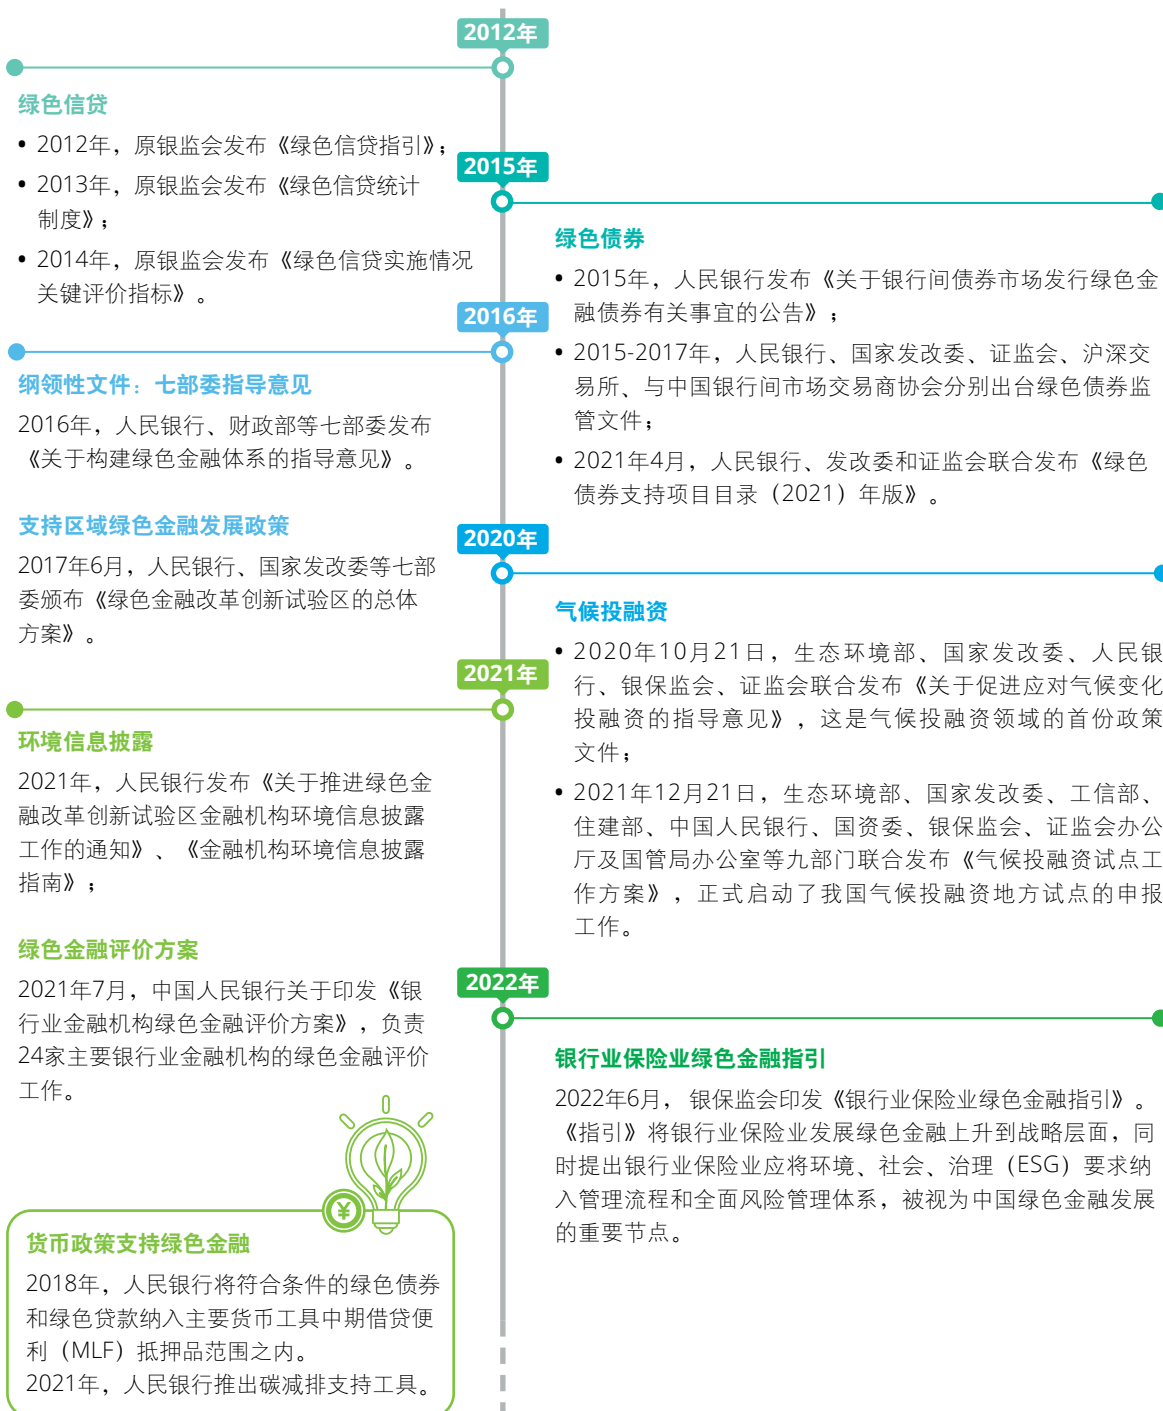 2012年
绿色信贷
• 2012年，原银监会发布《绿色信贷指引》；
• 2013年，原银监会发布《绿色信贷统计
制度》；
• 2014年，原银监会发布《绿色信贷实施情况
关键评价指标》。
2015年
绿色债券
• 2015年，人民银行发布《关于银行间债券市场发行绿色金
融债券有关事宜的公告》；
• 2015-2017年，人民银行、国家发改委、证监会、沪深交
易所、与中国银行间市场交易商协会分别出台绿色债券监
管文件；
• 2021年4月，人民银行、发改委和证监会联合发布《绿色
债券支持项目目录（2021）年版》。
2016年
纲领性文件：七部委指导意见
2016年，人民银行、财政部等七部委发布
《关于构建绿色金融体系的指导意见》。
支持区域绿色金融发展政策
2017年6月，人民银行、国家发改委等七部
委颁布《绿色金融改革创新试验区的总体
方案》。
2020年
气候投融资
• 2020年10月21日，生态环境部、国家发改委、人民银
行、银保监会、证监会联合发布《关于促进应对气候变化
投融资的指导意见》，这是气候投融资领域的首份政策
文件；
• 2021年12月21日，生态环境部、国家发改委、工信部、
住建部、中国人民银行、国资委、银保监会、证监会办公
厅及国管局办公室等九部门联合发布《气候投融资试点工
作方案》，正式启动了我国气候投融资地方试点的申报
工作。
2021年
环境信息披露
2021年，人民银行发布《关于推进绿色金
融改革创新试验区金融机构环境信息披露
工作的通知》、《金融机构环境信息披露
指南》；
绿色金融评价方案
2021年7月，中国人民银行关于印发《银
行业金融机构绿色金融评价方案》，负责
24家主要银行业金融机构的绿色金融评价
工作。
2022年
银行业保险业绿色金融指引
2022年6月， 银保监会印发《银行业保险业绿色金融指引》。
《指引》将银行业保险业发展绿色金融上升到战略层面，同
时提出银行业保险业应将环境、社会、治理（ESG）要求纳
入管理流程和全面风险管理体系，被视为中国绿色金融发展
的重要节点。
¥
货币政策支持绿色金融
2018年，人民银行将符合条件的绿色债券
和绿色贷款纳入主要货币工具中期借贷便
利（MLF）抵押品范围之内。
2021年，人民银行推出碳减排支持工具。